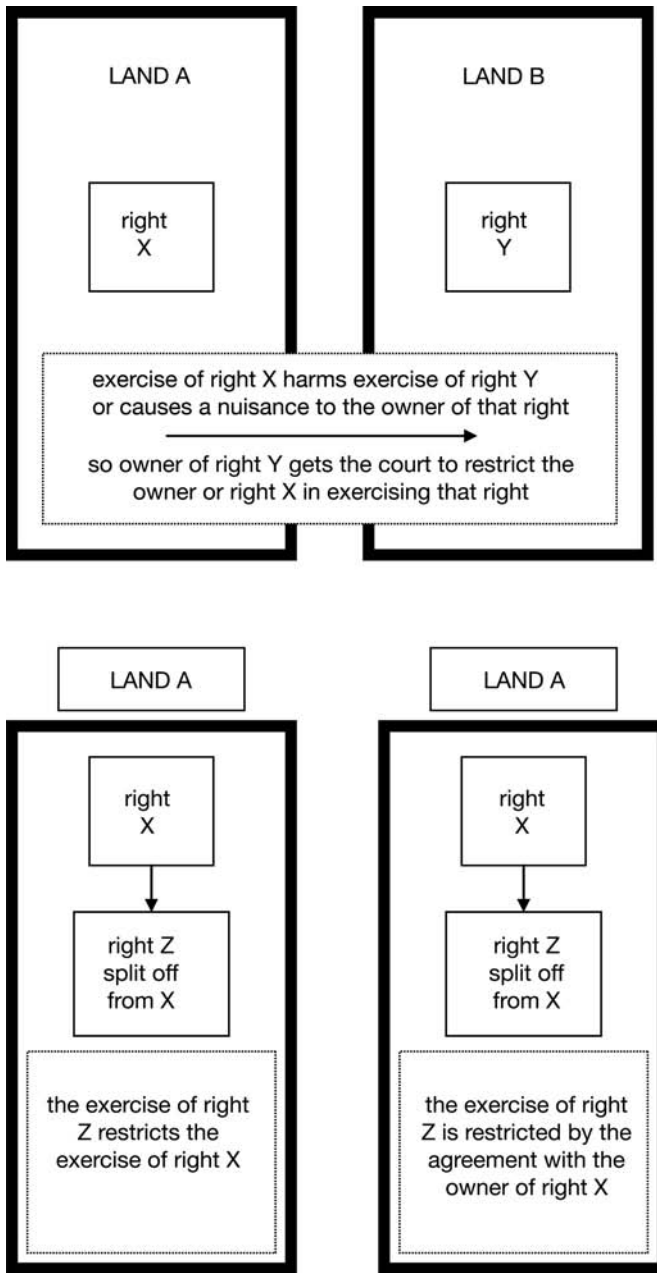 LAND A
LAND B
right
X
right
Y
exercise of right X harms exercise of right Y
or causes a nuisance to the owner of that right
so owner of right Y gets the court to restrict the
owner or right X in exercising that right
LAND A
LAND A
right
X
right
X
right Z
split off
from X
right Z
split off
from X
the exercise of right
Z restricts the
exercise of right X
the exercise of right
Z is restricted by the
agreement with the
owner of right X